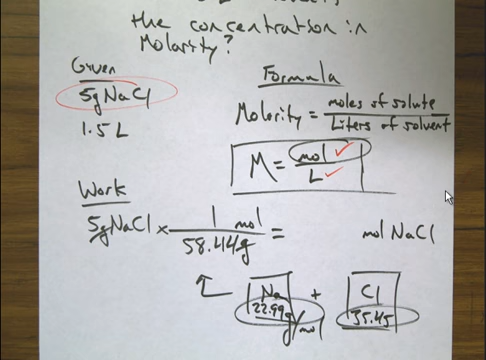 the concentration in
Molarity?
Given
5g NaCl
1.5 L
Formula
Molarity = moles of solute
Liters of solvent
M = mol
L
Work
5g NaCl × 1 mol
58.44g
= mol NaCl
Na + Cl
22.99g/mol 35.45